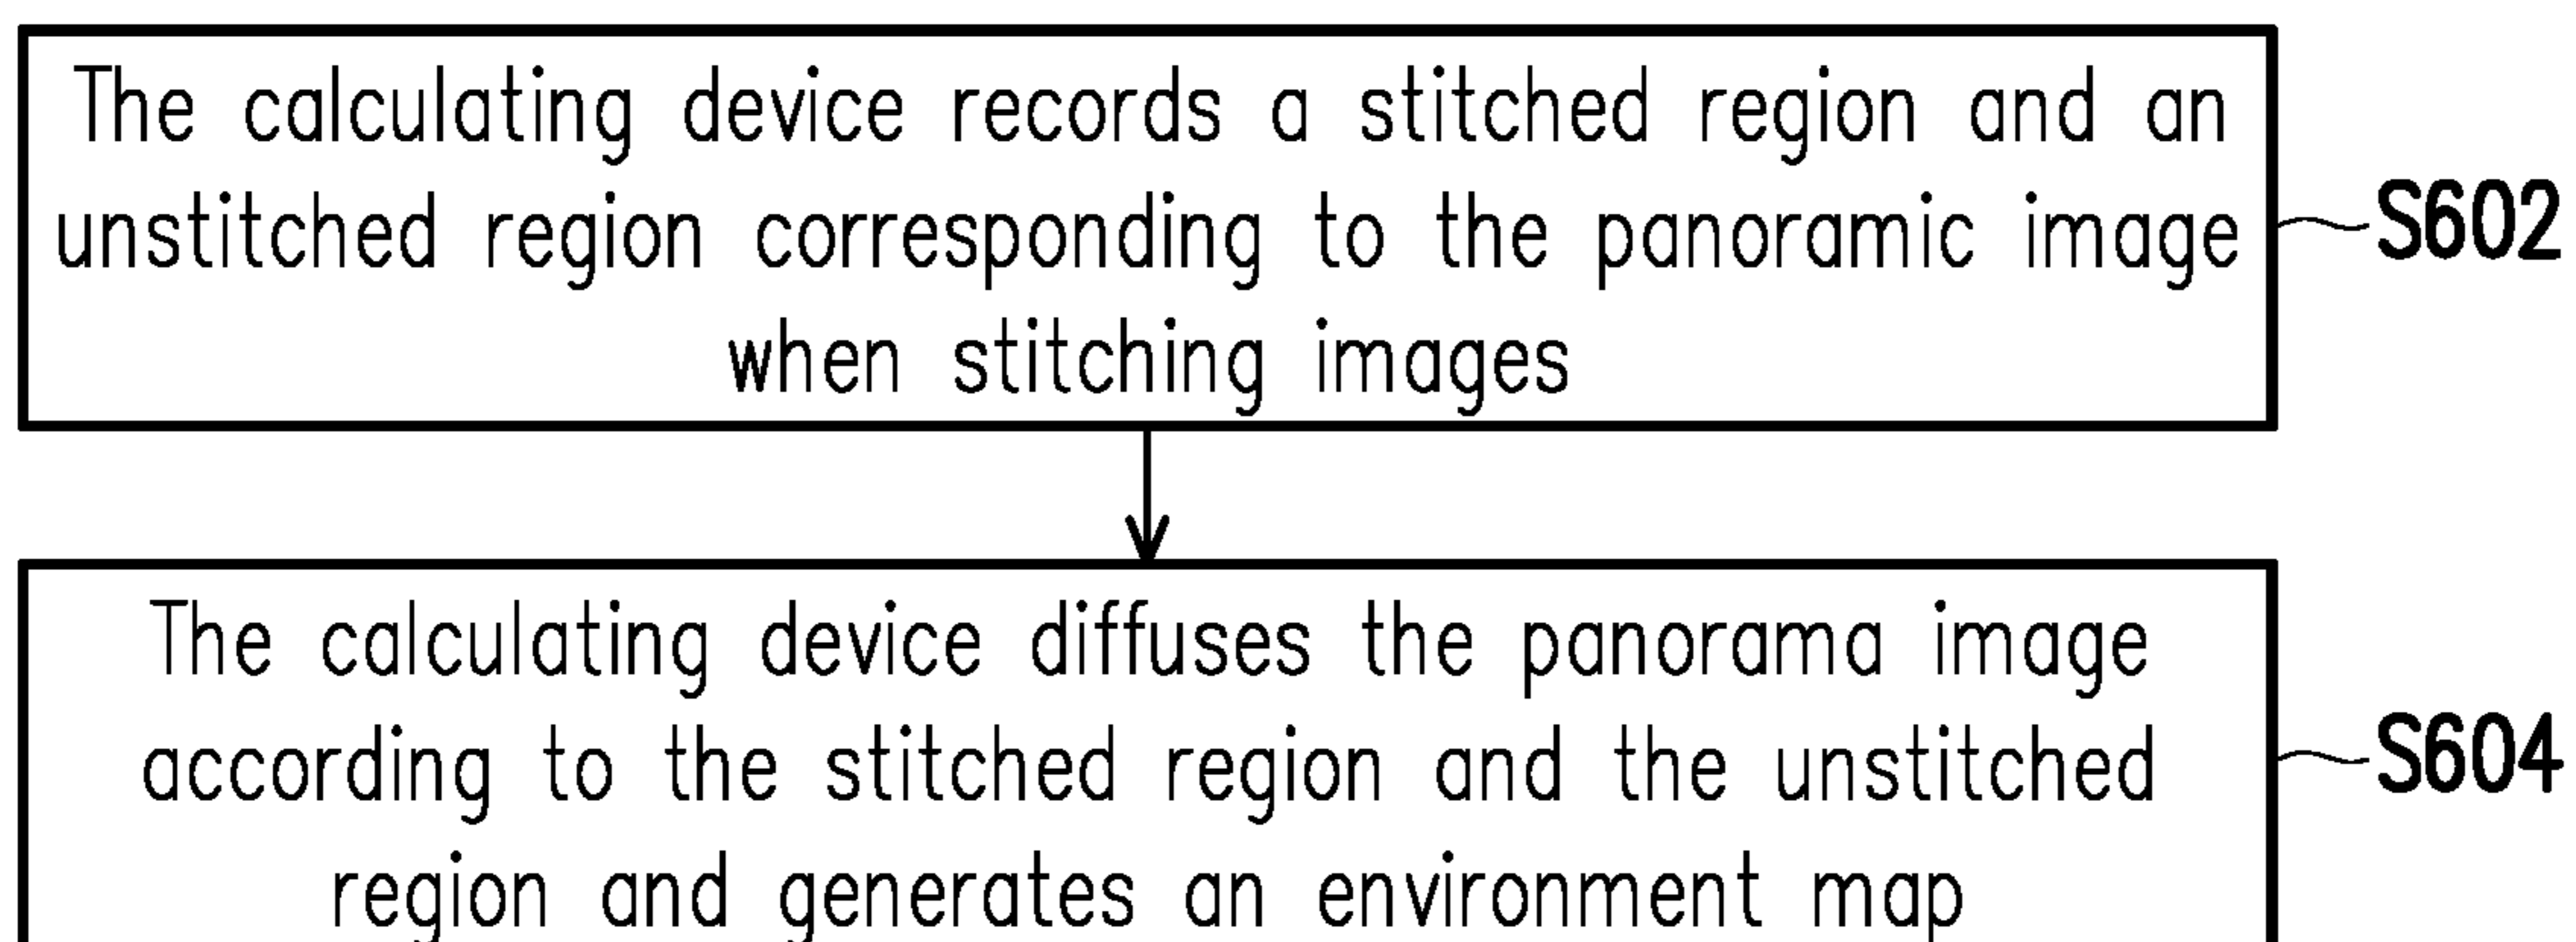 The calculating device records a stitched region and an
unstitched region corresponding to the panoramic image
when stitching images
S602
The calculating device diffuses the panorama image
according to the stitched region and the unstitched
region and generates an environment map
S604